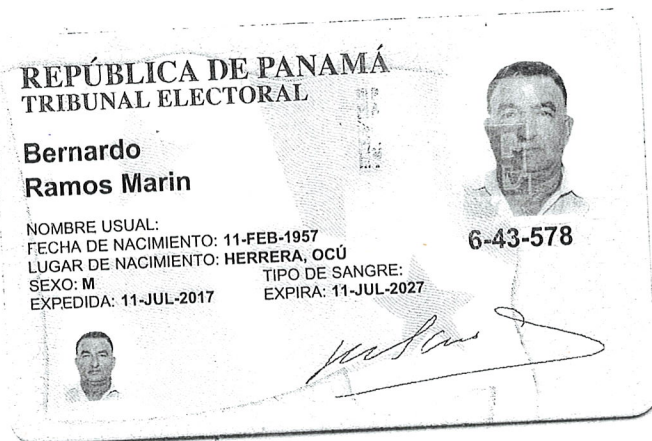 REPÚBLICA DE PANAMÁ
TRIBUNAL ELECTORAL
Bernardo
Ramos Marin
NOMBRE USUAL:
FECHA DE NACIMIENTO: 11-FEB-1957
LUGAR DE NACIMIENTO: HERRERA, OCÚ
SEXO: M TIPO DE SANGRE:
EXPEDIDA: 11-JUL-2017 EXPIRA: 11-JUL-2027
6-43-578